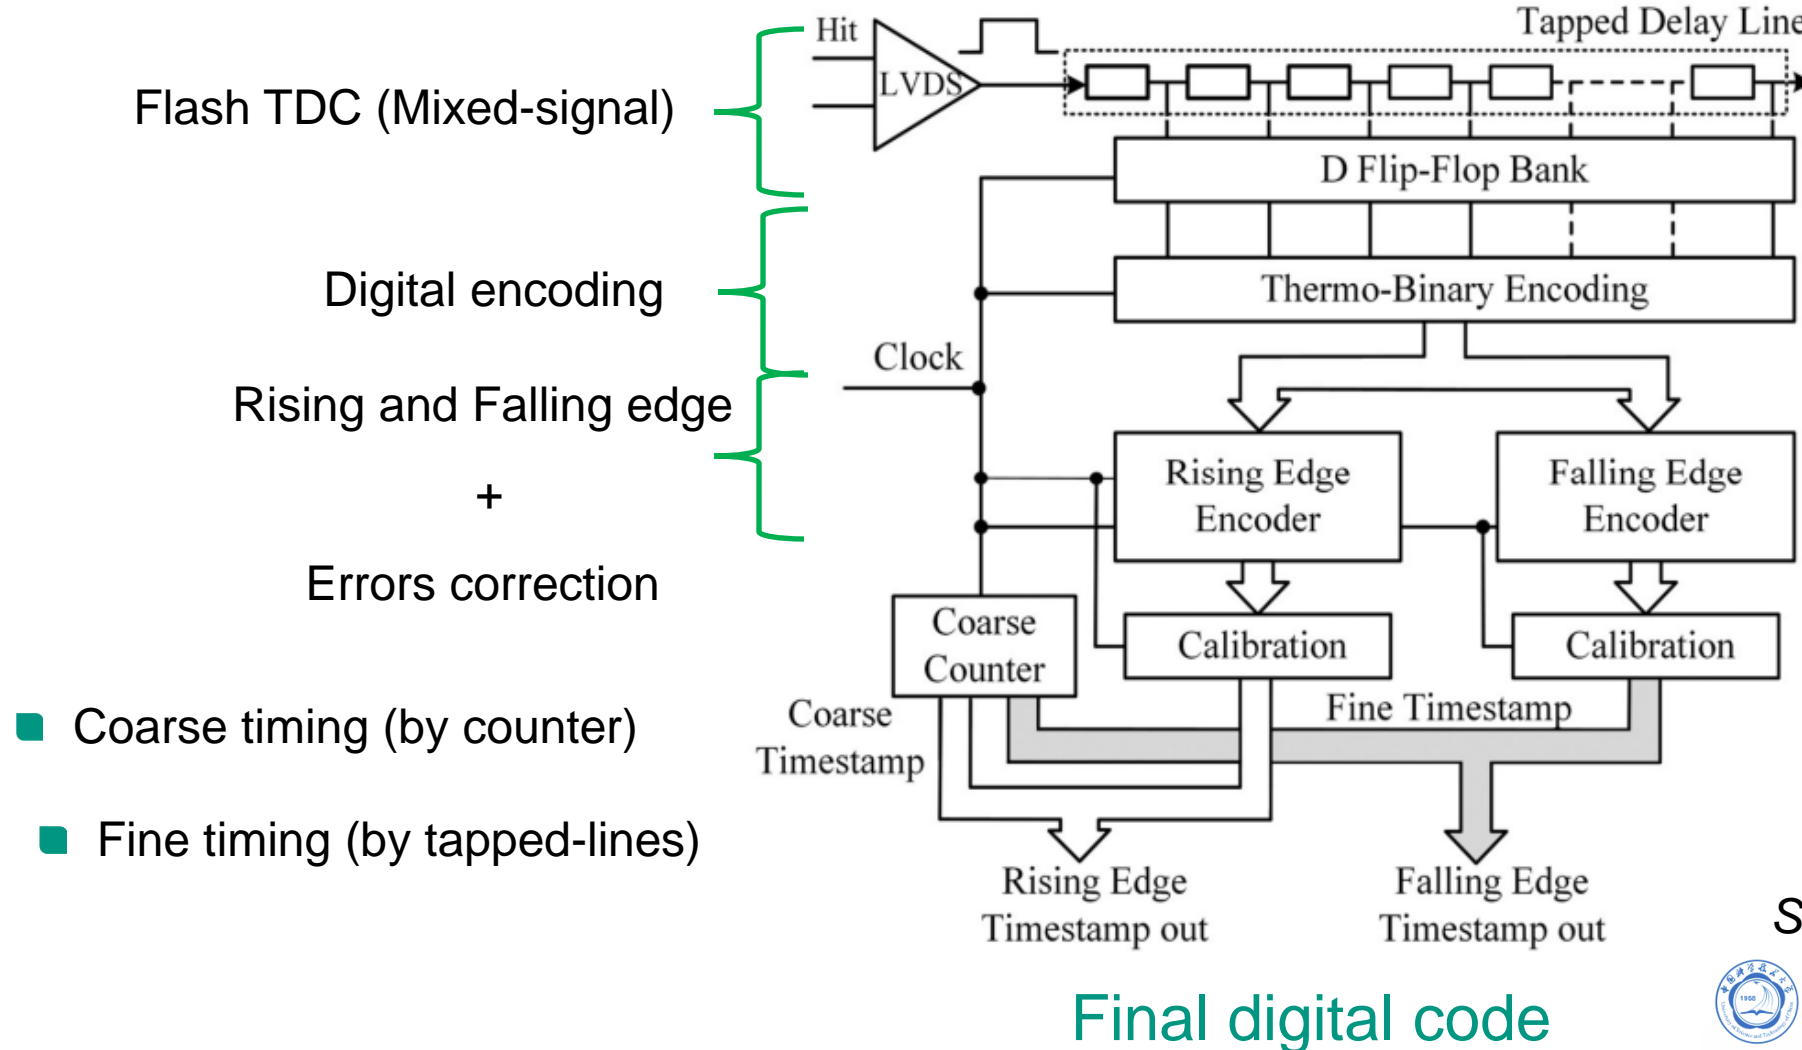 Flash TDC (Mixed-signal)
Digital encoding
Rising and Falling edge
+
Errors correction
Coarse timing (by counter)
Fine timing (by tapped-lines)
Hit
LVDS
Tapped Delay Line
D Flip-Flop Bank
Thermo-Binary Encoding
Clock
Rising Edge
Encoder
Falling Edge
Encoder
Coarse
Counter
Calibration
Calibration
Coarse
Timestamp
Fine Timestamp
Rising Edge
Timestamp out
Falling Edge
Timestamp out
S
Final digital code
1958